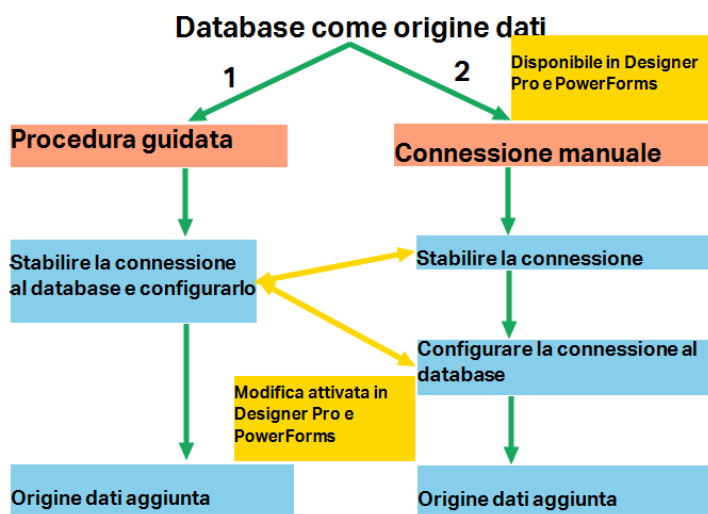 Database come origine dati
1
2
Disponibile in Designer
Pro e PowerForms
Procedura guidata
Connessione manuale
Stabilire la connessione
al database e configurarlo
Stabilire la connessione
Configurare la connessione al
database
Modifica attivata in
Designer Pro e
PowerForms
Origine dati aggiunta
Origine dati aggiunta